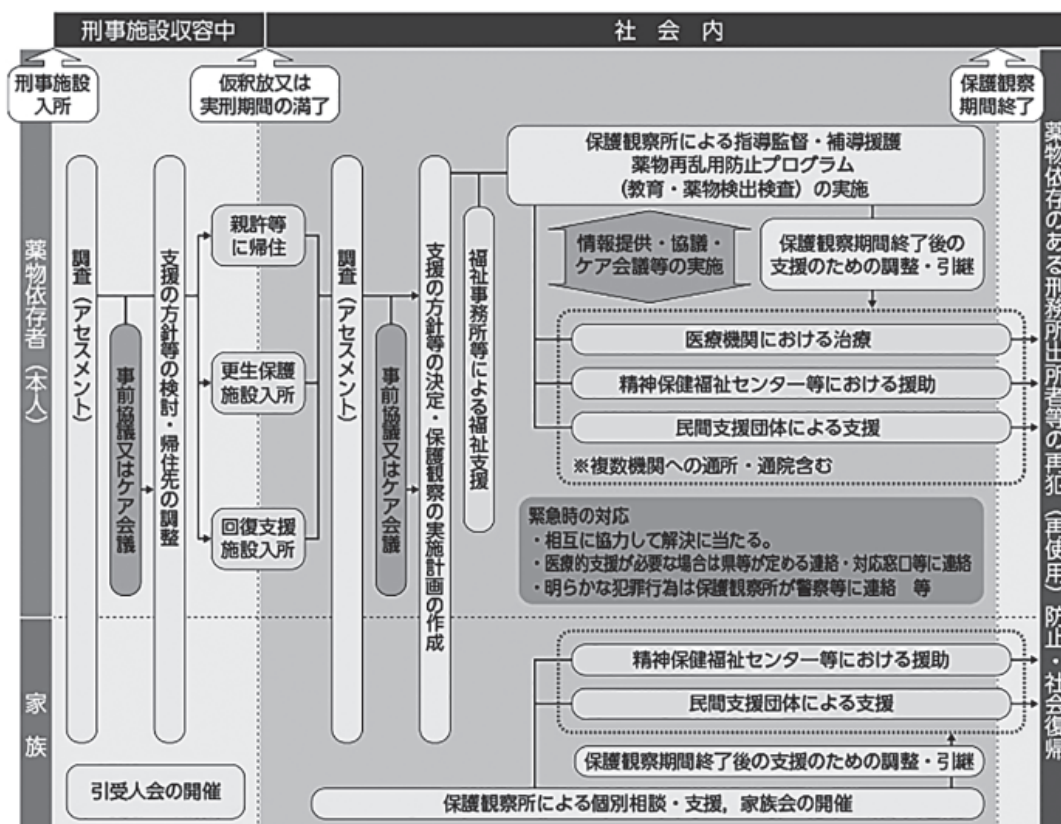 刑事施設収容中
社会内
刑事施設
入所
仮釈放又は
実刑期間の満了
保護観察
期間終了
薬物依存者（本人）
調査（アセスメント）
事前協議又はケア会議
支援の方針等の検討・帰住先の調整
親許等
に帰住
更生保護
施設入所
回復支援
施設入所
調査（アセスメント）
事前協議又はケア会議
支援の方針等の決定・保護観察の実施計画の作成
福祉事務所等による福祉支援
保護観察所による指導監督・補導援護
薬物再乱用防止プログラム
（教育・薬物検出検査）の実施
情報提供・協議・
ケア会議等の実施
保護観察期間終了後の
支援のための調整・引継
医療機関における治療
精神保健福祉センター等における援助
民間支援団体による支援
※複数機関への通所・通院含む
緊急時の対応
・相互に協力して解決に当たる。
・医療的支援が必要な場合は県等が定める連絡・対応窓口等に連絡
・明らかな犯罪行為は保護観察所が警察等に連絡　等
家族
引受人会の開催
精神保健福祉センター等における援助
民間支援団体による支援
保護観察期間終了後の支援のための調整・引継
保護観察所による個別相談・支援，家族会の開催
薬物依存のある刑務所出所者等の再犯（再使用）防止・社会復帰